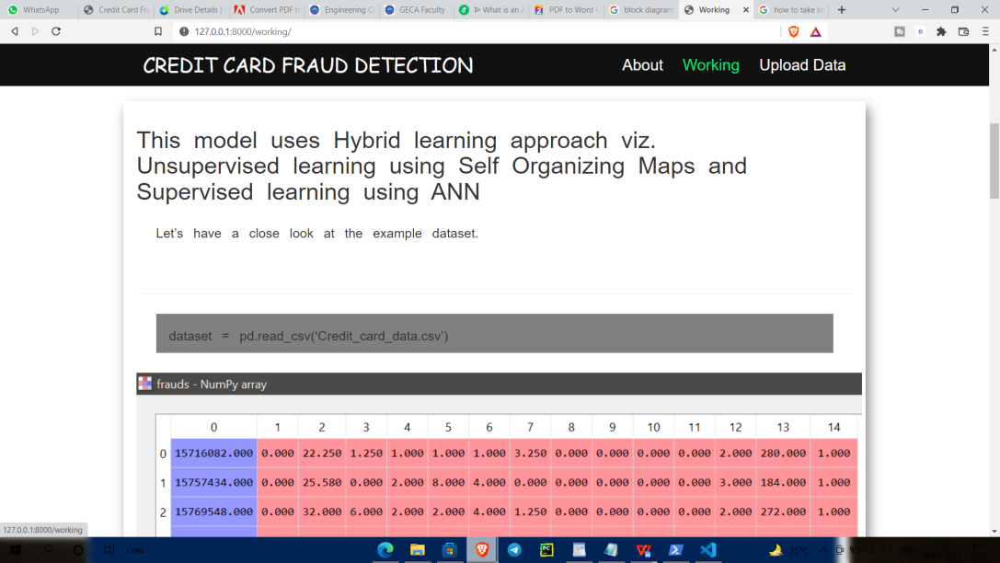 WhatsApp Credit Card Fra Drive Details | Convert PDF to Engineering Co GECA Faculty What is an PDF to Word C block diagram Working how to take sc
127.0.0.1:8000/working/
CREDIT CARD FRAUD DETECTION About Working Upload Data
This model uses Hybrid learning approach viz.
Unsupervised learning using Self Organizing Maps and
Supervised learning using ANN
Let's have a close look at the example dataset.
dataset = pd.read_csv('Credit_card_data.csv')
frauds - NumPy array
0 1 2 3 4 5 6 7 8 9 10 11 12 13 14
0 15716082.000 0.000 22.250 1.250 1.000 1.000 1.000 3.250 0.000 0.000 0.000 0.000 2.000 280.000 1.000
1 15757434.000 0.000 25.580 0.000 2.000 8.000 4.000 0.000 0.000 0.000 0.000 0.000 3.000 184.000 1.000
2 15769548.000 0.000 32.000 6.000 2.000 2.000 4.000 1.250 0.000 0.000 0.000 0.000 2.000 272.000 1.000
127.0.0.1:8000/working
Links 35°C